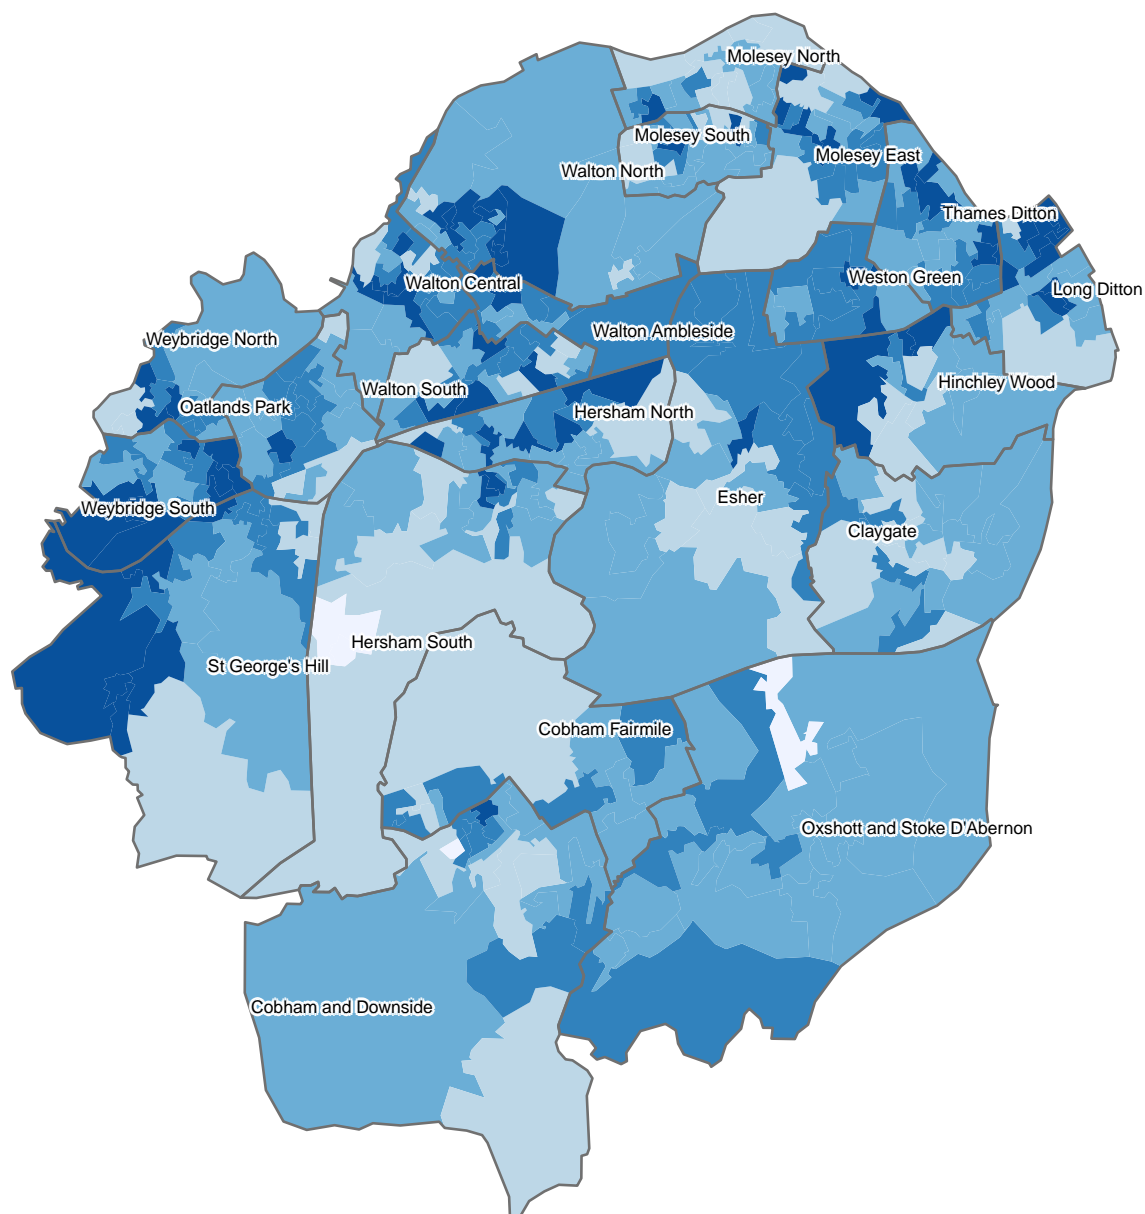 Molesey North
Molesey South
Molesey East
Walton North
Thames Ditton
Weston Green
Walton Central
Long Ditton
Walton Ambleside
Weybridge North
Hinchley Wood
Walton South
Oatlands Park
Hersham North
Esher
Weybridge South
Claygate
Hersham South
St George's Hill
Cobham Fairmile
Oxshott and Stoke D'Abernon
Cobham and Downside